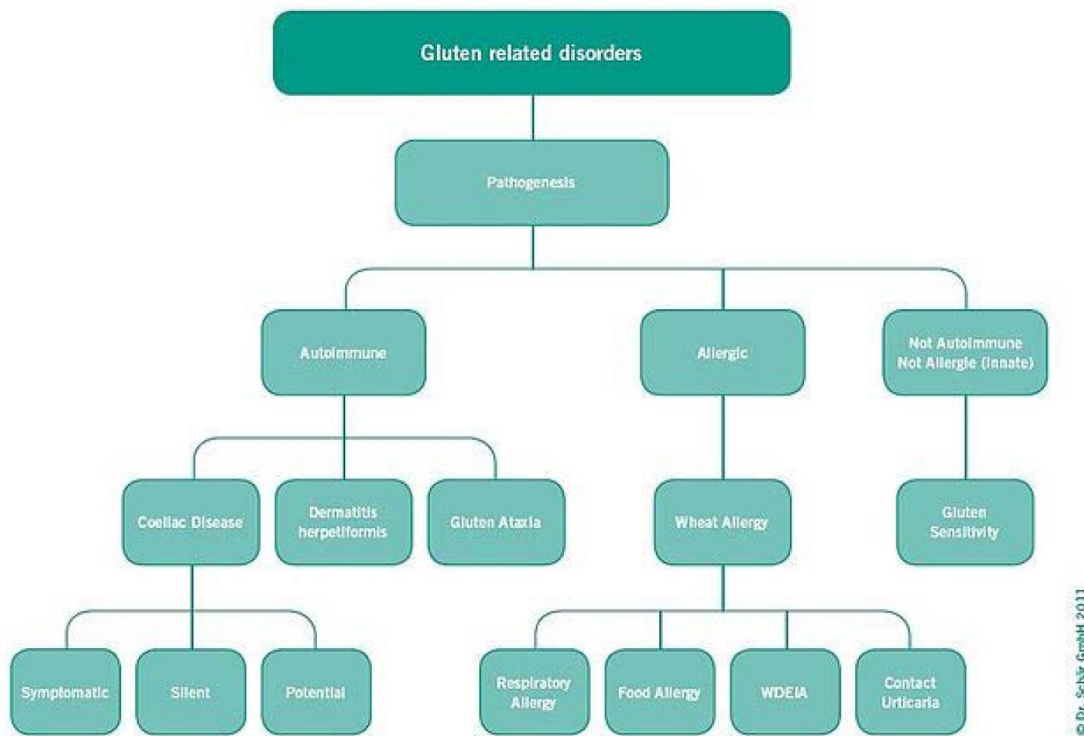 Gluten related disorders
Pathogenesis
Autoimmune
Allergic
Not Autoimmune
Not Allergie (innate)
Coeliac Disease
Dermatitis
herpetiformis
Gluten Ataxia
Wheat Allergy
Gluten
Sensitivity
Symptomatic
Silent
Potential
Respiratory
Allergy
Food Allergy
WDEIA
Contact
Urticaria
© Dr. Schär GmbH 2011